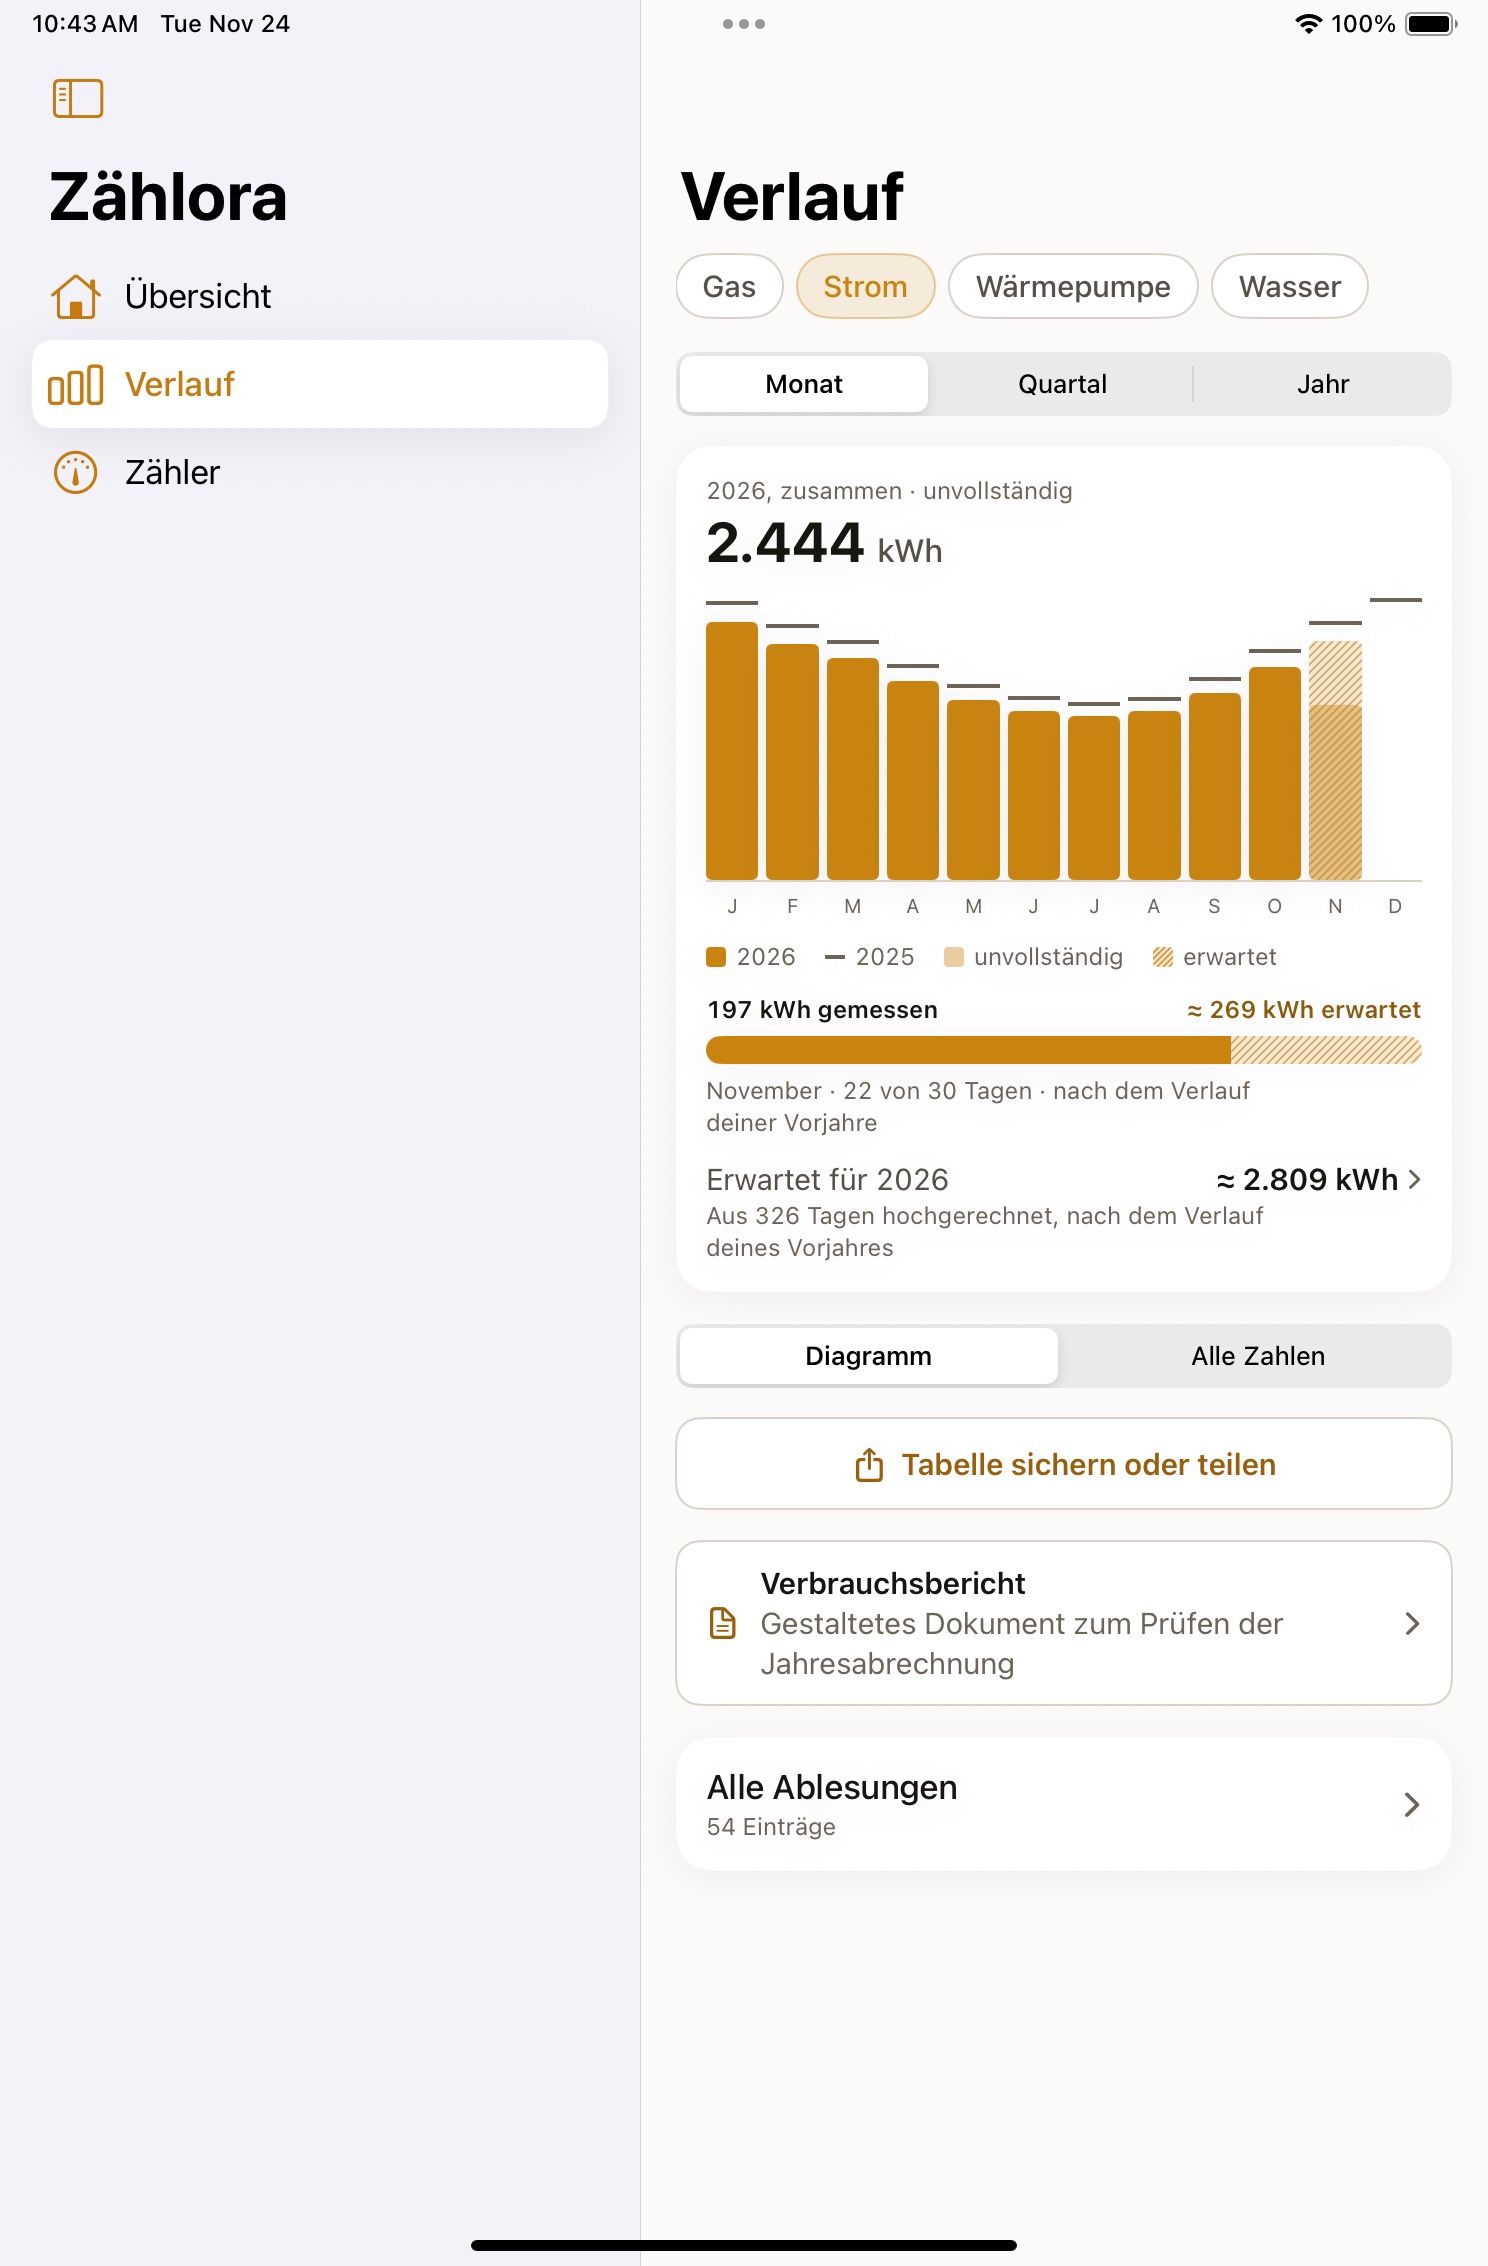 10:43 AM Tue Nov 24
100%
Zählora
Übersicht
Verlauf
Zähler
Verlauf
Gas Strom Wärmepumpe Wasser
Monat Quartal Jahr
2026, zusammen · unvollständig
2.444 kWh
J F M A M J J A S O N D
2026 2025 unvollständig erwartet
197 kWh gemessen ≈ 269 kWh erwartet
November · 22 von 30 Tagen · nach dem Verlauf
deiner Vorjahre
Erwartet für 2026 ≈ 2.809 kWh
Aus 326 Tagen hochgerechnet, nach dem Verlauf
deines Vorjahres
Diagramm Alle Zahlen
Tabelle sichern oder teilen
Verbrauchsbericht
Gestaltetes Dokument zum Prüfen der
Jahresabrechnung
Alle Ablesungen
54 Einträge